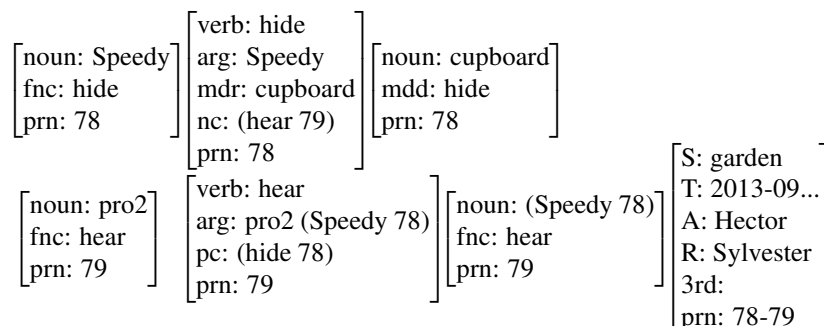 noun: Speedy
fnc: hide
prn: 78
verb: hide
arg: Speedy
mdr: cupboard
nc: (hear 79)
prn: 78
noun: cupboard
mdd: hide
prn: 78
noun: pro2
fnc: hear
prn: 79
verb: hear
arg: pro2 (Speedy 78)
pc: (hide 78)
prn: 79
noun: (Speedy 78)
fnc: hear
prn: 79
S: garden
T: 2013-09...
A: Hector
R: Sylvester
3rd:
prn: 78-79